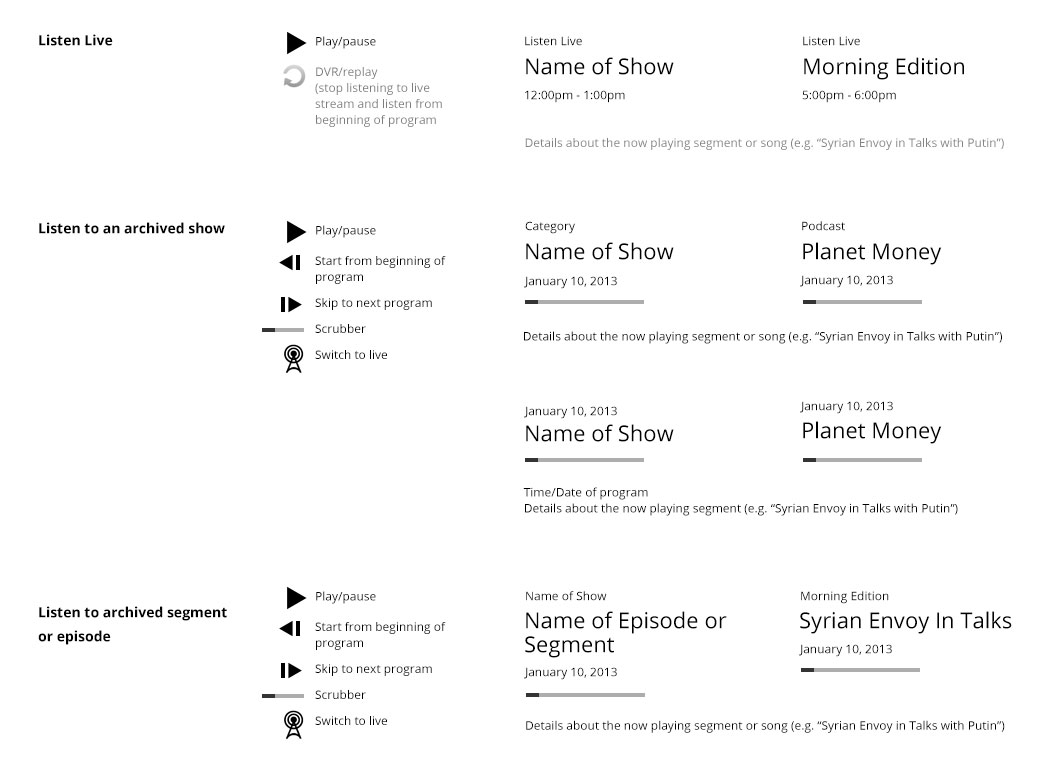 Listen Live
Play/pause
DVR/replay
(stop listening to live
stream and listen from
beginning of program
Listen Live
Name of Show
12:00pm - 1:00pm
Listen Live
Morning Edition
5:00pm - 6:00pm
Details about the now playing segment or song (e.g. “Syrian Envoy in Talks with Putin”)
Listen to an archived show
Play/pause
Start from beginning of
program
Skip to next program
Scrubber
Switch to live
Category
Name of Show
January 10, 2013
Podcast
Planet Money
January 10, 2013
Details about the now playing segment or song (e.g. “Syrian Envoy in Talks with Putin”)
January 10, 2013
Name of Show
January 10, 2013
Planet Money
Time/Date of program
Details about the now playing segment (e.g. “Syrian Envoy in Talks with Putin”)
Listen to archived segment
or episode
Play/pause
Start from beginning of
program
Skip to next program
Scrubber
Switch to live
Name of Show
Name of Episode or
Segment
January 10, 2013
Morning Edition
Syrian Envoy In Talks
January 10, 2013
Details about the now playing segment or song (e.g. “Syrian Envoy in Talks with Putin”)